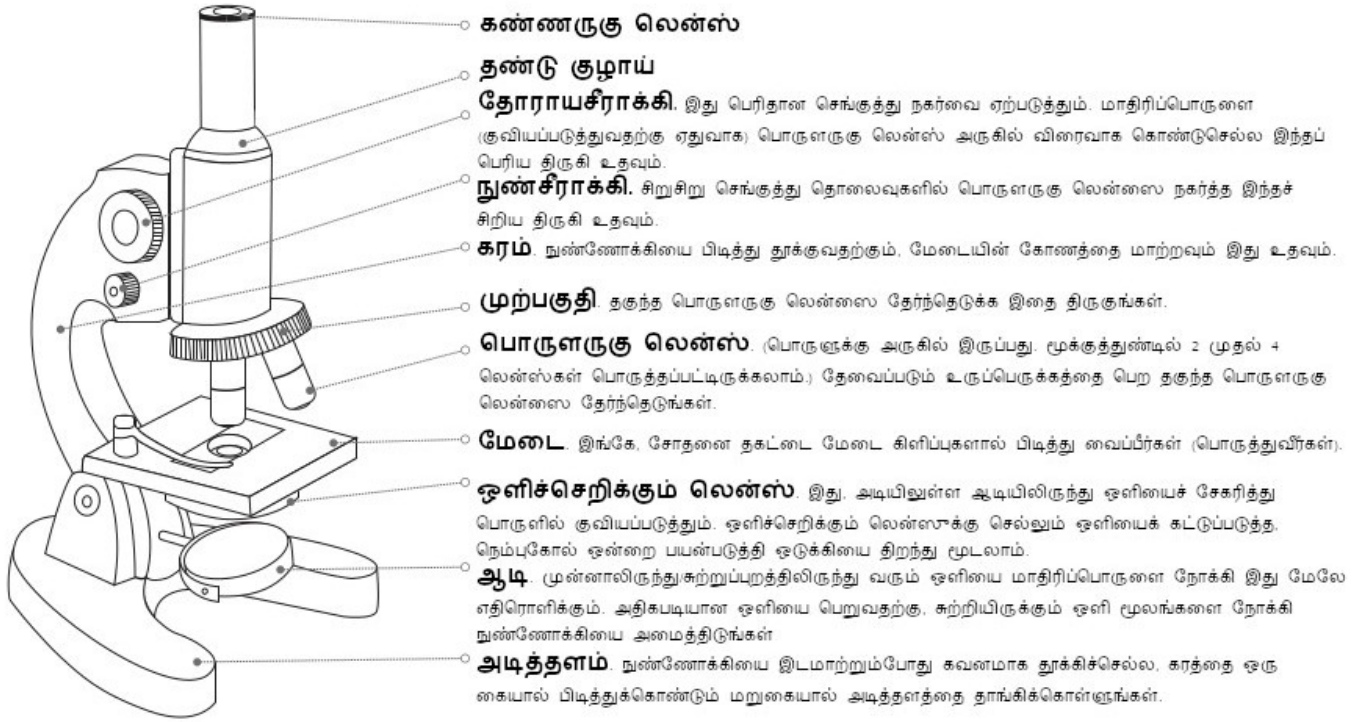 கண்ணருகு லென்ஸ்
தண்டு குழாய்
தோராயசீராக்கி. இது பெரிதான செங்குத்து நகர்வை ஏற்படுத்தும். மாதிரிப்பொருளை
(குவியப்படுத்துவதற்கு ஏதுவாக) பொருளருகு லென்ஸ் அருகில் விரைவாக கொண்டுசெல்ல இந்தப்
பெரிய திருகி உதவும்.
நுண்சீராக்கி. சிறுசிறு செங்குத்து தொலைவுகளில் பொருளருகு லென்ஸை நகர்த்த இந்தச்
சிறிய திருகி உதவும்.
கரம். நுண்ணோக்கியை பிடித்து தூக்குவதற்கும், மேடையின் கோணத்தை மாற்றவும் இது உதவும்.
முற்பகுதி. தகுந்த பொருளருகு லென்ஸை தேர்ந்தெடுக்க இதை திருகுங்கள்.
பொருளருகு லென்ஸ். (பொருளுக்கு அருகில் இருப்பது. மூக்குத்துண்டில் 2 முதல் 4
லென்ஸ்கள் பொருத்தப்பட்டிருக்கலாம்.) தேவைப்படும் உருப்பெருக்கத்தை பெற தகுந்த பொருளருகு
லென்ஸை தேர்ந்தெடுங்கள்.
மேடை. இங்கே, சோதனை தகட்டை மேடை கிளிப்புகளால் பிடித்து வைப்பீர்கள் (பொருத்துவீர்கள்).
ஒளிச்செறிக்கும் லென்ஸ். இது, அடியிலுள்ள ஆடியிலிருந்து ஒளியைச் சேகரித்து
பொருளில் குவியப்படுத்தும். ஒளிச்செறிக்கும் லென்ஸுக்கு செல்லும் ஒளியைக் கட்டுப்படுத்த,
நெம்புகோல் ஒன்றை பயன்படுத்தி ஒடுக்கியை திறந்து மூடலாம்.
ஆடி. முன்னாலிருந்து/சுற்றுப்புறத்திலிருந்து வரும் ஒளியை மாதிரிப்பொருளை நோக்கி இது மேலே
எதிரொளிக்கும். அதிகபடியான ஒளியை பெறுவதற்கு, சுற்றியிருக்கும் ஒளி மூலங்களை நோக்கி
நுண்ணோக்கியை அமைத்திடுங்கள்
அடித்தளம். நுண்ணோக்கியை இடமாற்றும்போது கவனமாக தூக்கிச்செல்ல, கரத்தை ஒரு
கையால் பிடித்துக்கொண்டும் மறுகையால் அடித்தளத்தை தாங்கிக்கொள்ளுங்கள்.